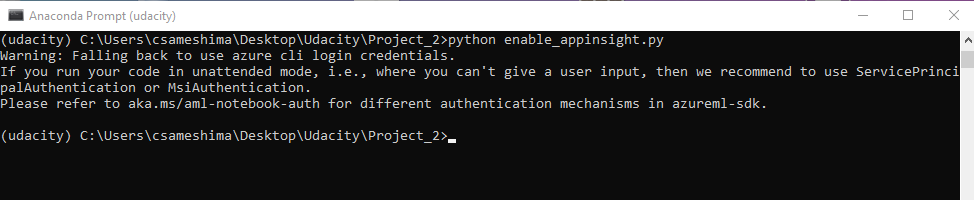 Anaconda Prompt (udacity)
(udacity) C:\Users\csameshima\Desktop\Udacity\Project_2>python enable_appinsight.py
Warning: Falling back to use azure cli login credentials.
If you run your code in unattended mode, i.e., where you can't give a user input, then we recommend to use ServicePrinci
palAuthentication or MsiAuthentication.
Please refer to aka.ms/aml-notebook-auth for different authentication mechanisms in azureml-sdk.
(udacity) C:\Users\csameshima\Desktop\Udacity\Project_2>